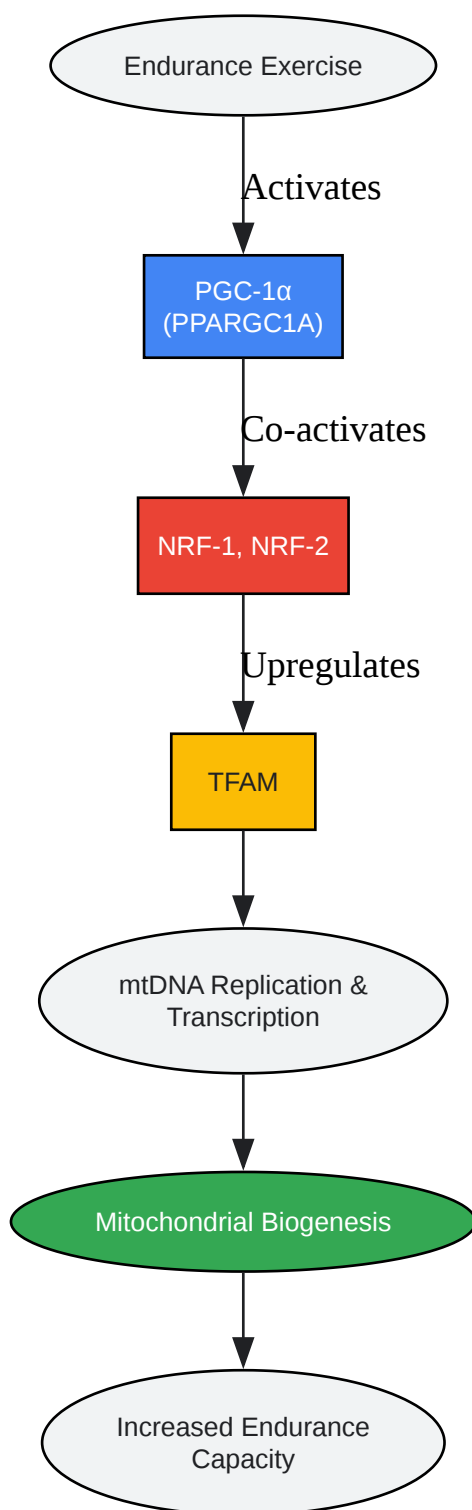 Endurance Exercise
Activates
PGC-1α
(PPARGC1A)
Co-activates
NRF-1, NRF-2
Upregulates
TFAM
mtDNA Replication &
Transcription
Mitochondrial Biogenesis
Increased Endurance
Capacity